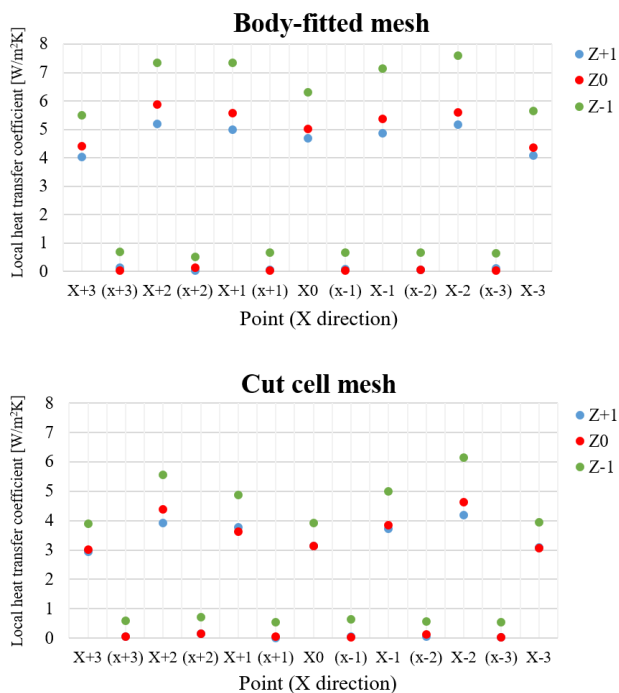 Body-fitted mesh
Local heat transfer coefficient [W/m²K]
8
7
6
5
4
3
2
1
0
X+3 (x+3) X+2 (x+2) X+1 (x+1) X0 (x-1) X-1 (x-2) X-2 (x-3) X-3
Point (X direction)
Z+1
Z0
Z-1
Cut cell mesh
Local heat transfer coefficient [W/m²K]
8
7
6
5
4
3
2
1
0
X+3 (x+3) X+2 (x+2) X+1 (x+1) X0 (x-1) X-1 (x-2) X-2 (x-3) X-3
Point (X direction)
Z+1
Z0
Z-1